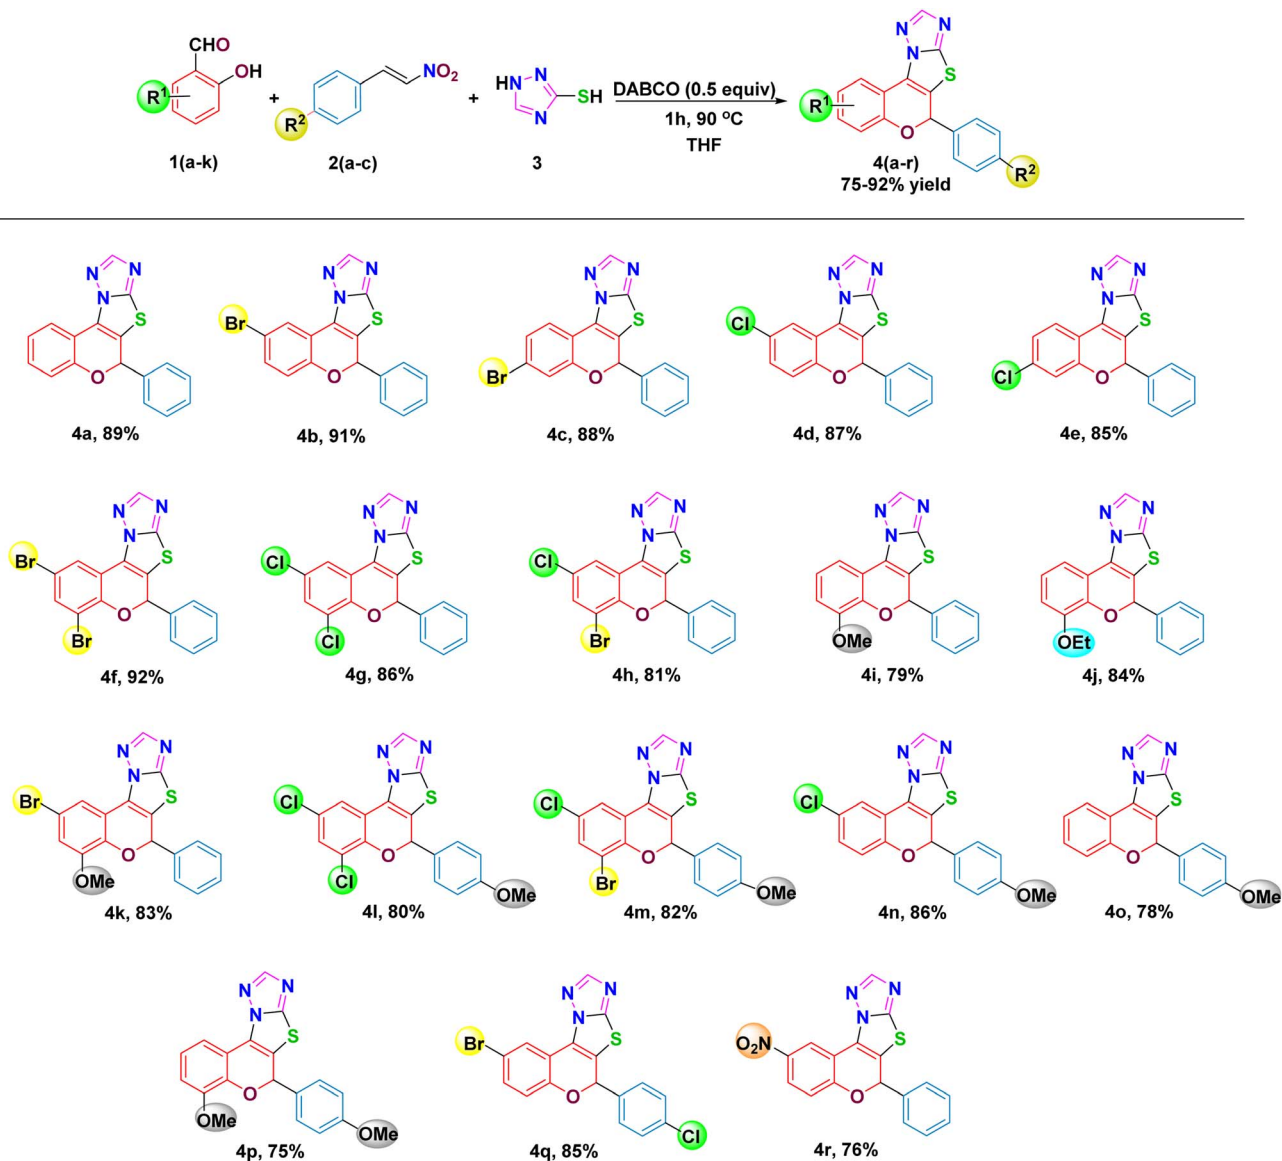 CHO
OH
R1
+
NO2
R2
+
HN
N
N
SH
DABCO (0.5 equiv)
1h, 90 °C
THF
N
N
N
S
O
R1
R2
1(a-k)
2(a-c)
3
4(a-r)
75-92% yield
N
N
N
S
O
4a, 89%
N
N
N
S
O
Br
4b, 91%
N
N
N
S
O
Br
4c, 88%
N
N
N
S
O
Cl
4d, 87%
N
N
N
S
O
Cl
4e, 85%
N
N
N
S
O
Br
Br
4f, 92%
N
N
N
S
O
Cl
Cl
4g, 86%
N
N
N
S
O
Cl
Br
4h, 81%
N
N
N
S
O
OMe
4i, 79%
N
N
N
S
O
OEt
4j, 84%
N
N
N
S
O
Br
OMe
4k, 83%
N
N
N
S
O
Cl
Cl
OMe
4l, 80%
N
N
N
S
O
Cl
Br
OMe
4m, 82%
N
N
N
S
O
Cl
OMe
4n, 86%
N
N
N
S
O
OMe
4o, 78%
N
N
N
S
O
OMe
OMe
4p, 75%
N
N
N
S
O
Br
Cl
4q, 85%
N
N
N
S
O
O2N
4r, 76%